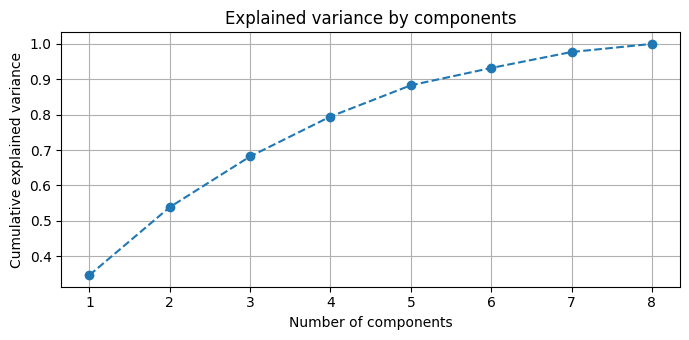 Explained variance by components
1.0
0.9
0.8
0.7
0.6
0.5
0.4
Cumulative explained variance
1 2 3 4 5 6 7 8
Number of components